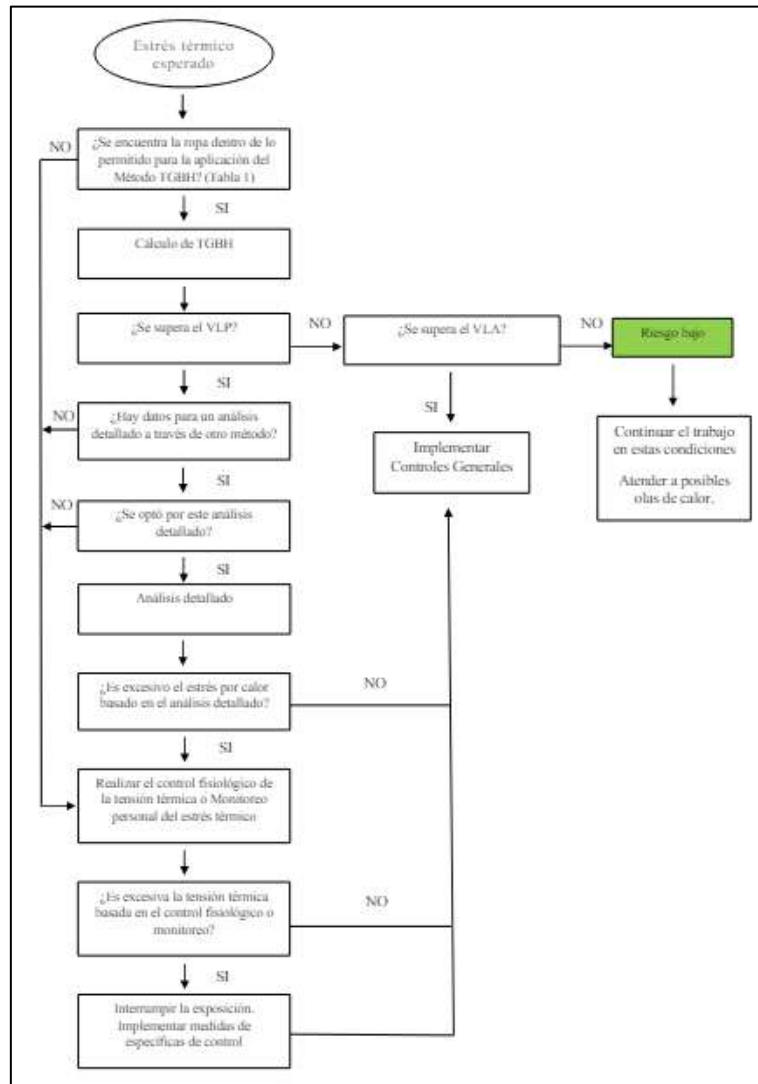 Estrés térmico
esperado
NO
¿Se encuentra la ropa dentro de lo
permitido para la aplicación del
Método TGBH? (Tabla 1)
SI
Cálculo de TGBH
¿Se supera el VLP?
NO
¿Se supera el VLA?
NO
Riesgo bajo
SI
SI
NO
¿Hay datos para un análisis
detallado a través de otro método?
Implementar
Controles Generales
Continuar el trabajo
en estas condiciones
Atender a posibles
olas de calor.
SI
NO
¿Se optó por este análisis
detallado?
SI
Análisis detallado
¿Es excesivo el estrés por calor
basado en el análisis detallado?
NO
SI
Realizar el control fisiológico de
la tensión térmica ó Monitoreo
personal del estrés térmico
¿Es excesiva la tensión térmica
basada en el control fisiológico o
monitoreo?
NO
SI
Interrumpir la exposición.
Implementar medidas de
específicas de control